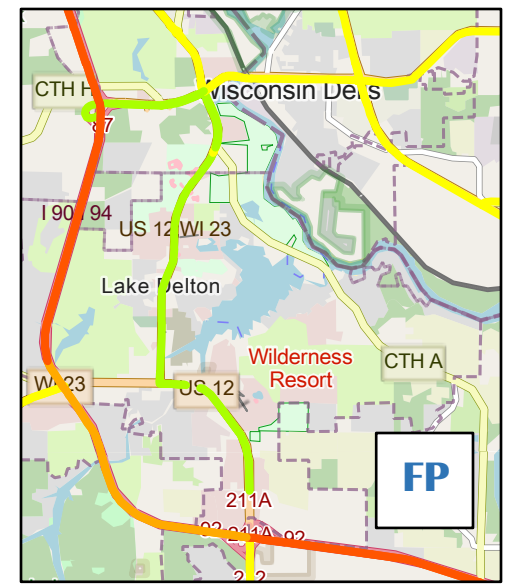 CTH H
Wisconsin Dells
87
I 90 / 94
US 12 WI 23
Lake Delton
Wilderness
Resort
CTH A
WI 23
US 12
FP
211A
92 211A 92